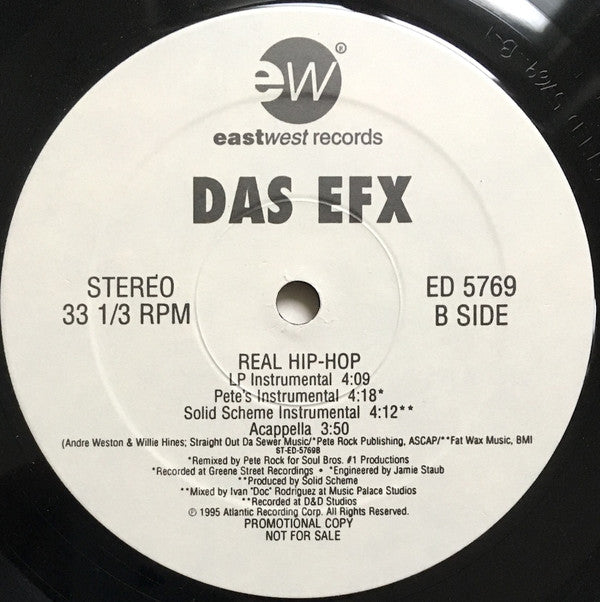 ew®
eastwest records
DAS EFX
STEREO
33 1/3 RPM
ED 5769
B SIDE
REAL HIP-HOP
LP Instrumental 4:09
Pete's Instrumental 4:18*
Solid Scheme Instrumental 4:12**
Acappella 3:50
(Andre Weston & Willie Hines; Straight Out Da Sewer Music/*Pete Rock Publishing, ASCAP/**Fat Wax Music, BMI
ST-ED-5769B
*Remixed by Pete Rock for Soul Bros. #1 Productions
*Recorded at Greene Street Recordings • *Engineered by Jamie Staub
**Produced by Solid Scheme
**Mixed by Ivan "Doc" Rodriguez at Music Palace Studios
**Recorded at D&D Studios
℗ 1995 Atlantic Recording Corp. All Rights Reserved.
PROMOTIONAL COPY
NOT FOR SALE